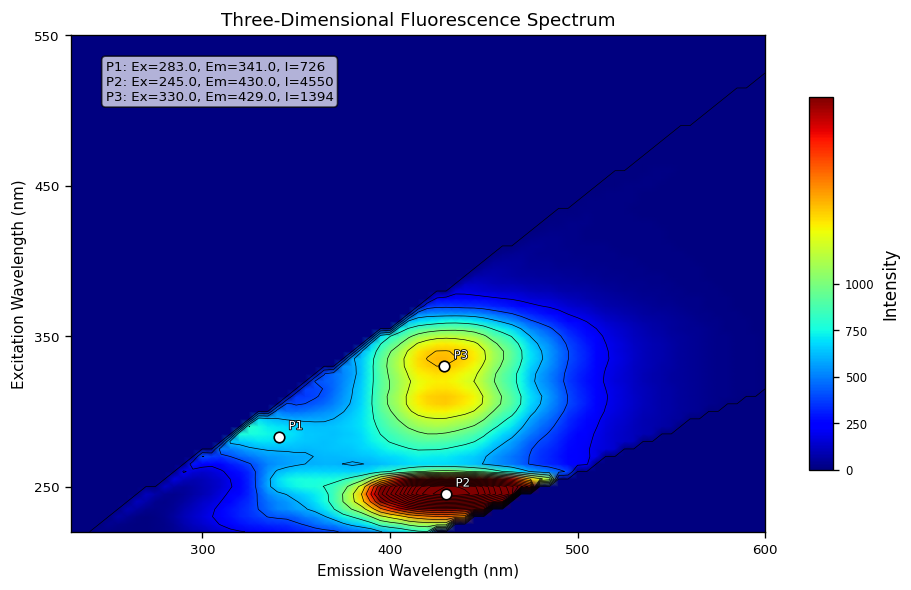 Three-Dimensional Fluorescence Spectrum
550
450
350
250
Excitation Wavelength (nm)
P1: Ex=283.0, Em=341.0, I=726
P2: Ex=245.0, Em=430.0, I=4550
P3: Ex=330.0, Em=429.0, I=1394
P3
P1
P2
300
400
500
600
Emission Wavelength (nm)
1000
750
500
250
0
Intensity